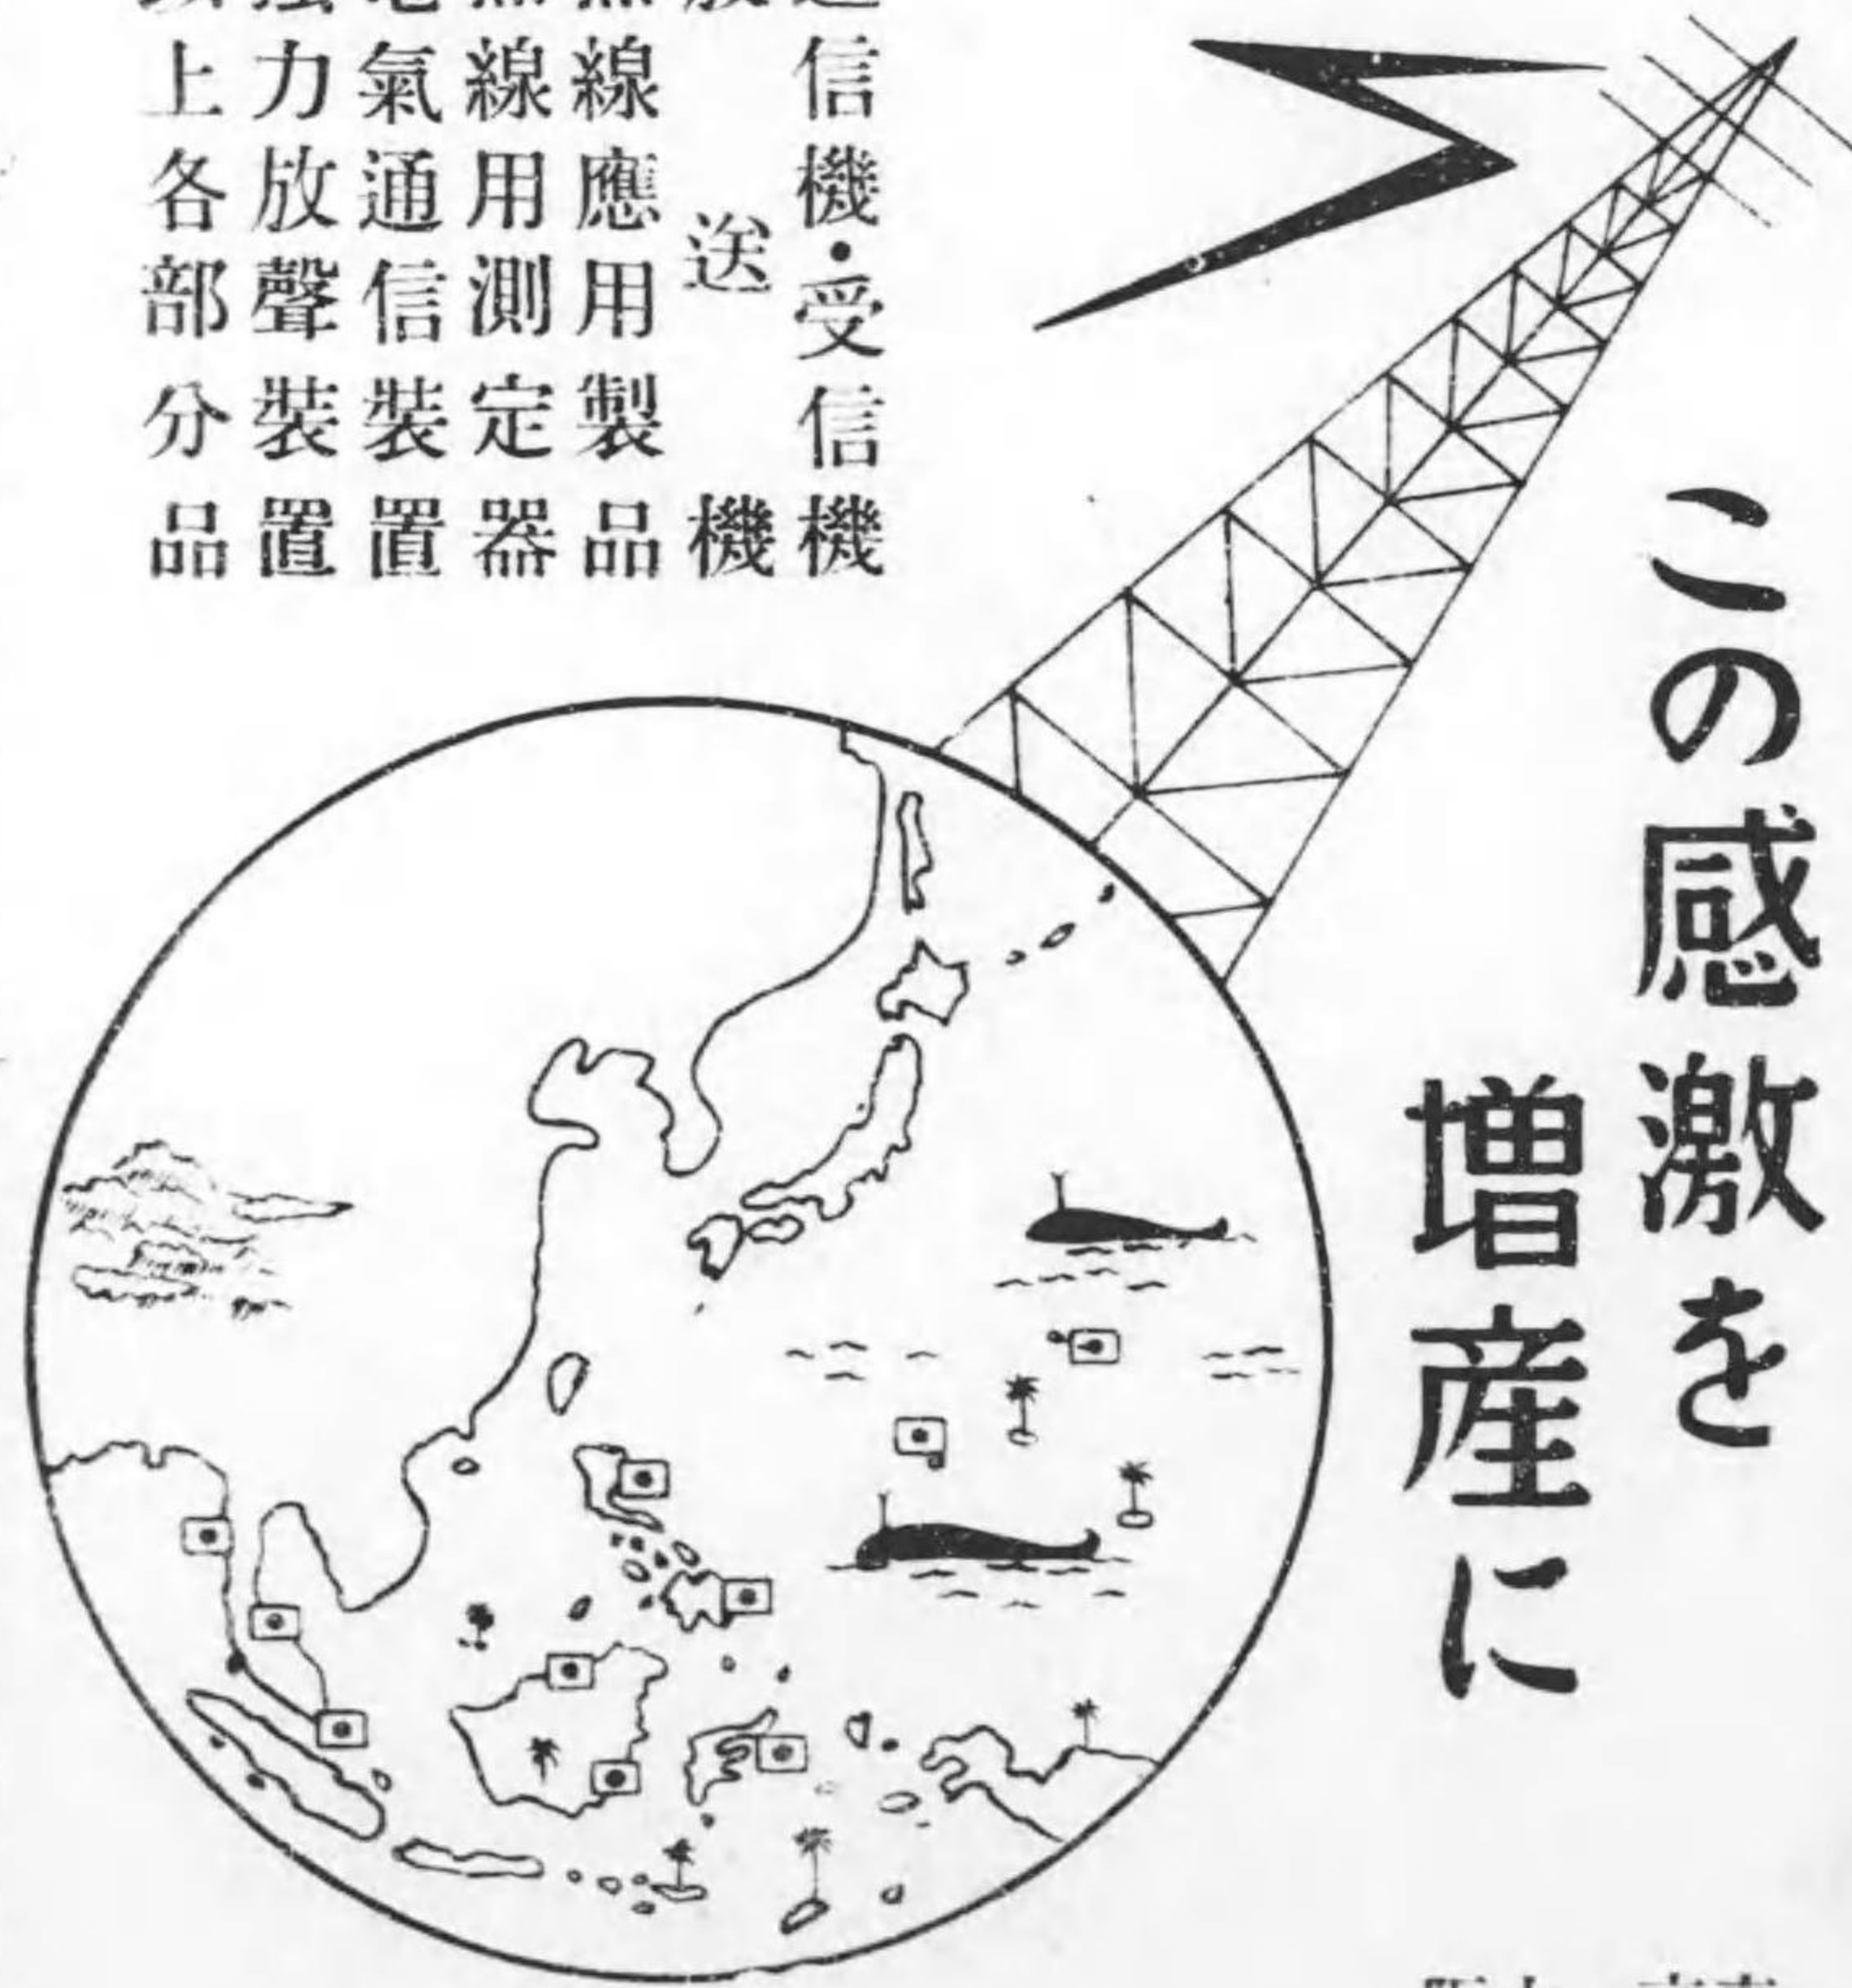 この感激を
増産に
信機・受信機
送機
線應用製品
線用測定器
氣通信装置
力放聲装置
上各部分品